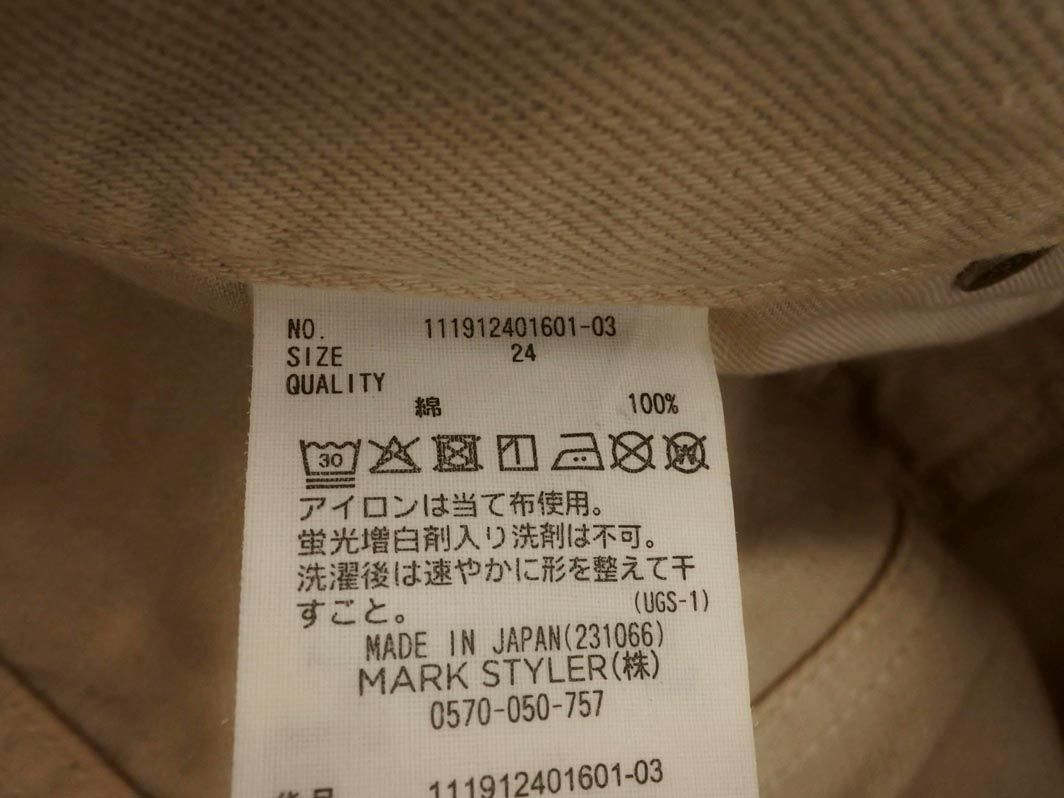 NO. 111912401601-03
SIZE 24
QUALITY
綿 100%
30
アイロンは当て布使用。
蛍光増白剤入り洗剤は不可。
洗濯後は速やかに形を整えて干
すごと。
(UGS-1)
MADE IN JAPAN(231066)
MARK STYLER(株)
0570-050-757
111912401601-03